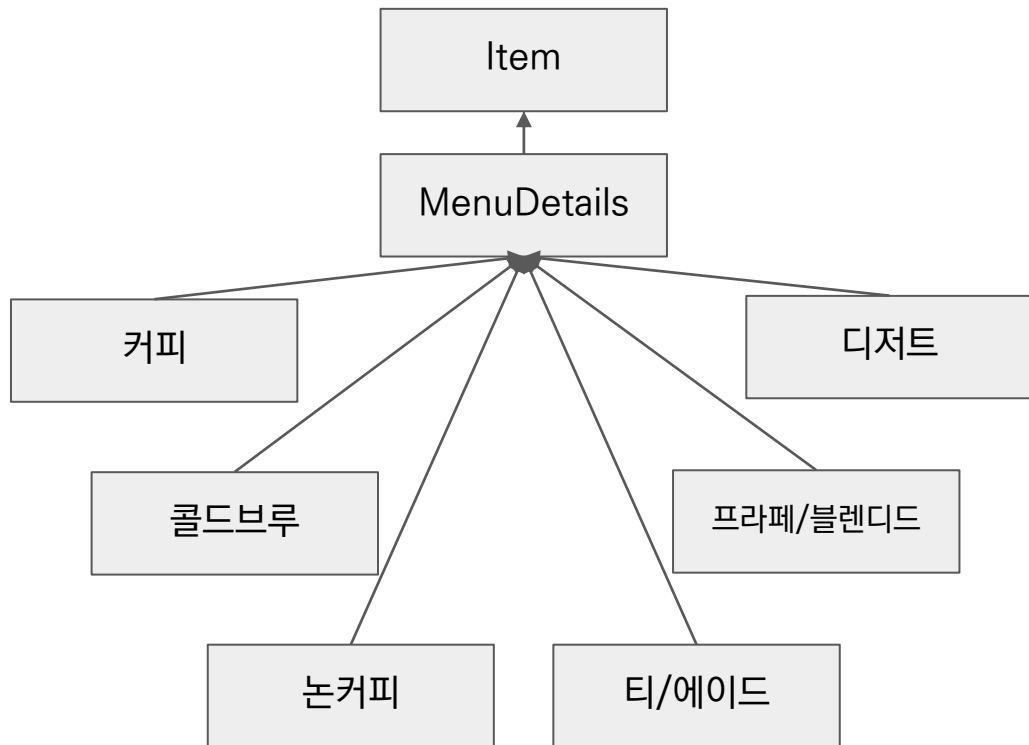 Item
MenuDetails
커피
디저트
콜드브루
프라페/블렌디드
논커피
티/에이드